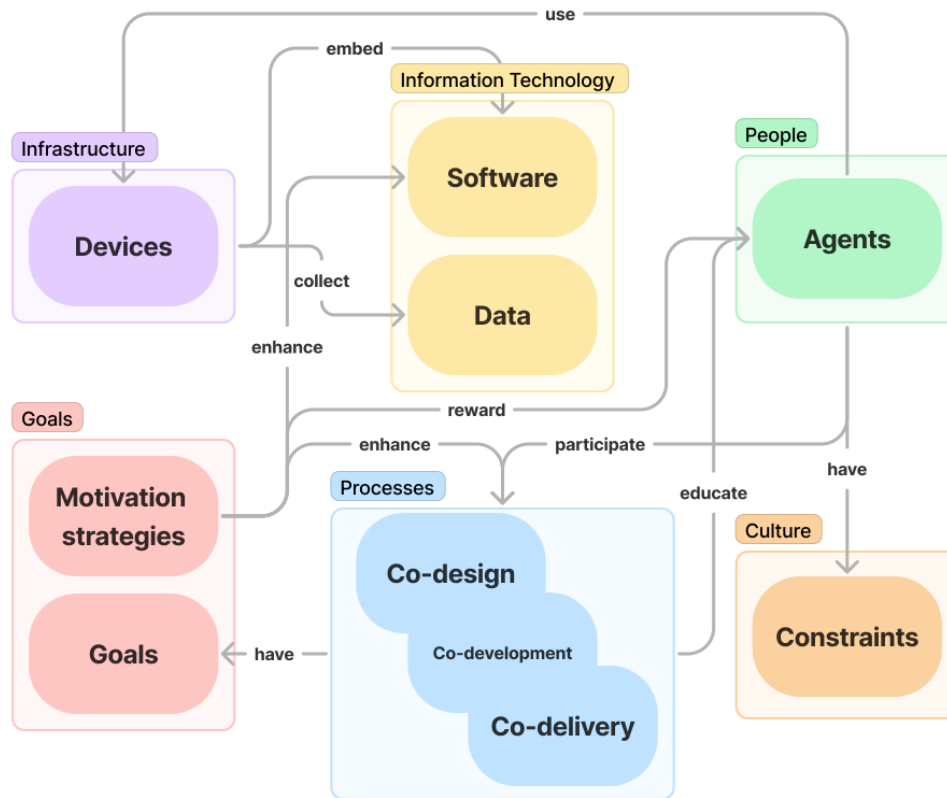 use
embed
Information Technology
Infrastructure
People
Software
Devices
Agents
collect
Data
enhance
Goals
reward
enhance
participate
have
Motivation
strategies
Processes
educate
Culture
Co-design
Goals
have
Co-development
Constraints
Co-delivery